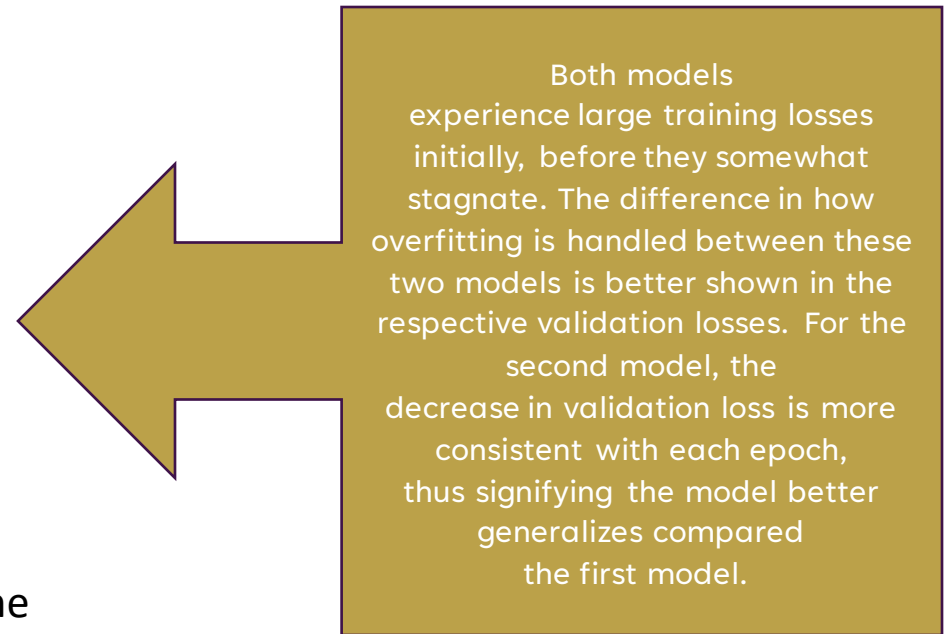 Both models
experience large training losses
initially, before they somewhat
stagnate. The difference in how
overfitting is handled between these
two models is better shown in the
respective validation losses. For the
second model, the
decrease in validation loss is more
consistent with each epoch,
thus signifying the model better
generalizes compared
the first model.